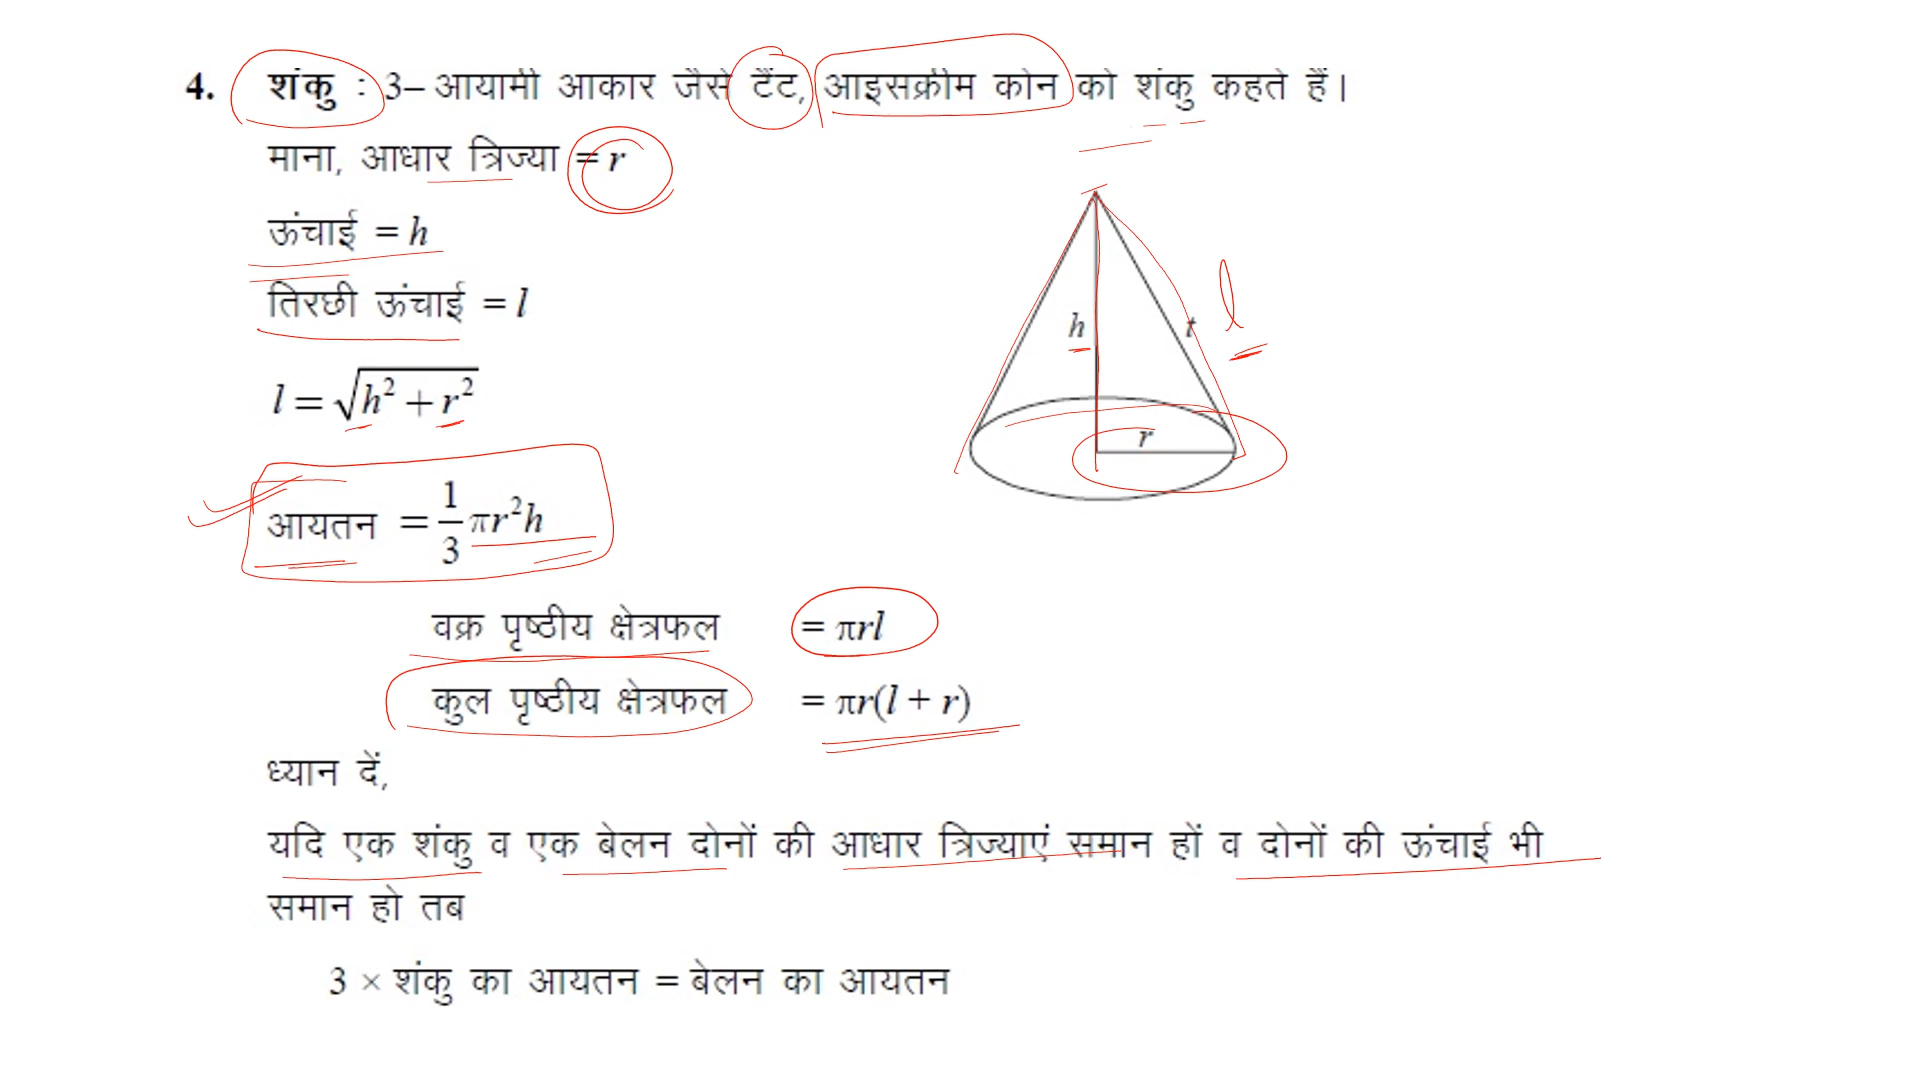 4. शंकु : 3– आयामी आकार जैसे टैंट, आइसक्रीम कोन को शंकु कहते हैं।
माना, आधार त्रिज्या = r
ऊंचाई = h
तिरछी ऊंचाई = l
l = √(h² + r²)
h
t
l
r
आयतन = 1/3 πr²h
वक्र पृष्ठीय क्षेत्रफल = πrl
कुल पृष्ठीय क्षेत्रफल = πr(l + r)
ध्यान दें,
यदि एक शंकु व एक बेलन दोनों की आधार त्रिज्याएं समान हों व दोनों की ऊंचाई भी
समान हो तब
3 × शंकु का आयतन = बेलन का आयतन